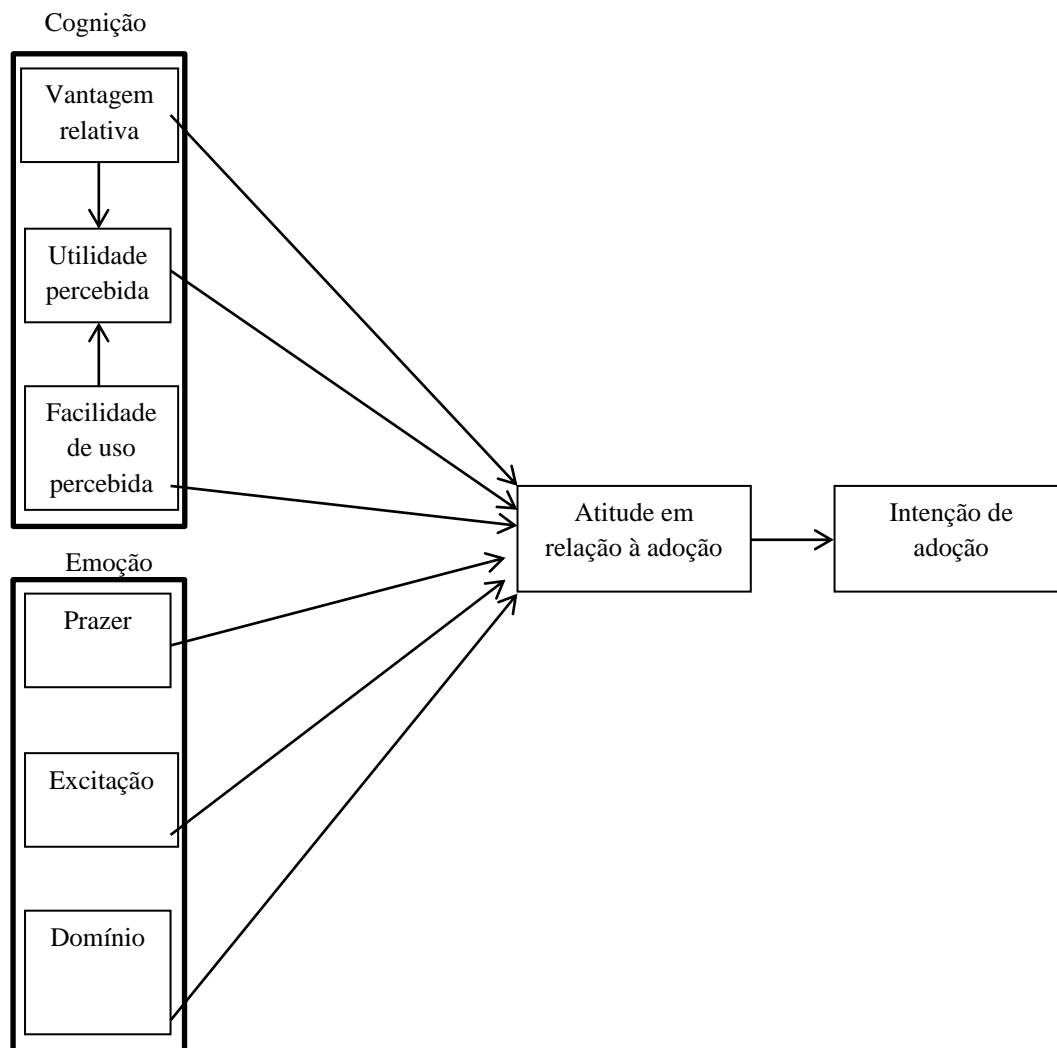 Cognição
Vantagem
relativa
Utilidade
percebida
Facilidade
de uso
percebida
Atitude em
relação à adoção
Intenção de
adoção
Emoção
Prazer
Excitação
Domínio